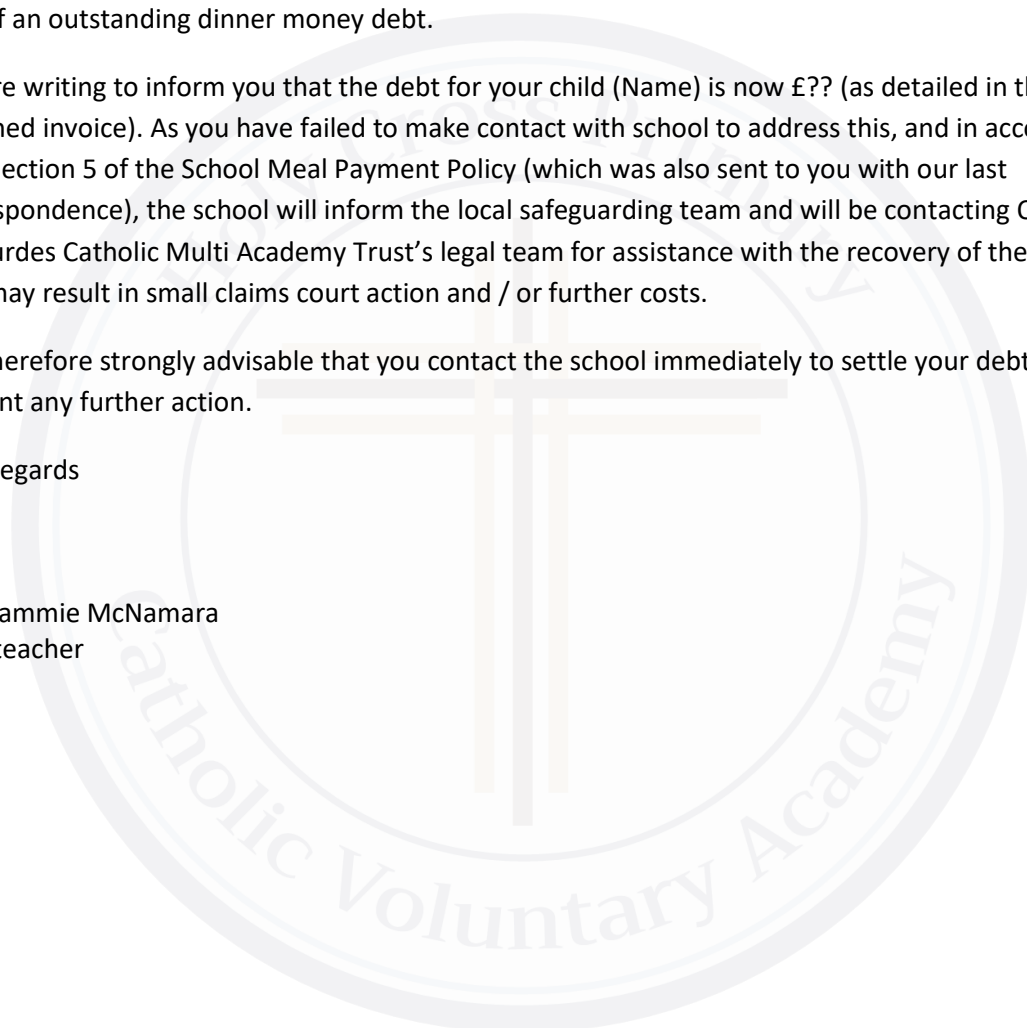 f an outstanding dinner money debt.
re writing to inform you that the debt for your child (Name) is now £?? (as detailed in th
ned invoice). As you have failed to make contact with school to address this, and in acco
ection 5 of the School Meal Payment Policy (which was also sent to you with our last
spondence), the school will inform the local safeguarding team and will be contacting O
urdes Catholic Multi Academy Trust’s legal team for assistance with the recovery of the
may result in small claims court action and / or further costs.
herefore strongly advisable that you contact the school immediately to settle your debt
nt any further action.
egards
ammie McNamara
teacher
Holy Cross Primary
Catholic Voluntary Academy